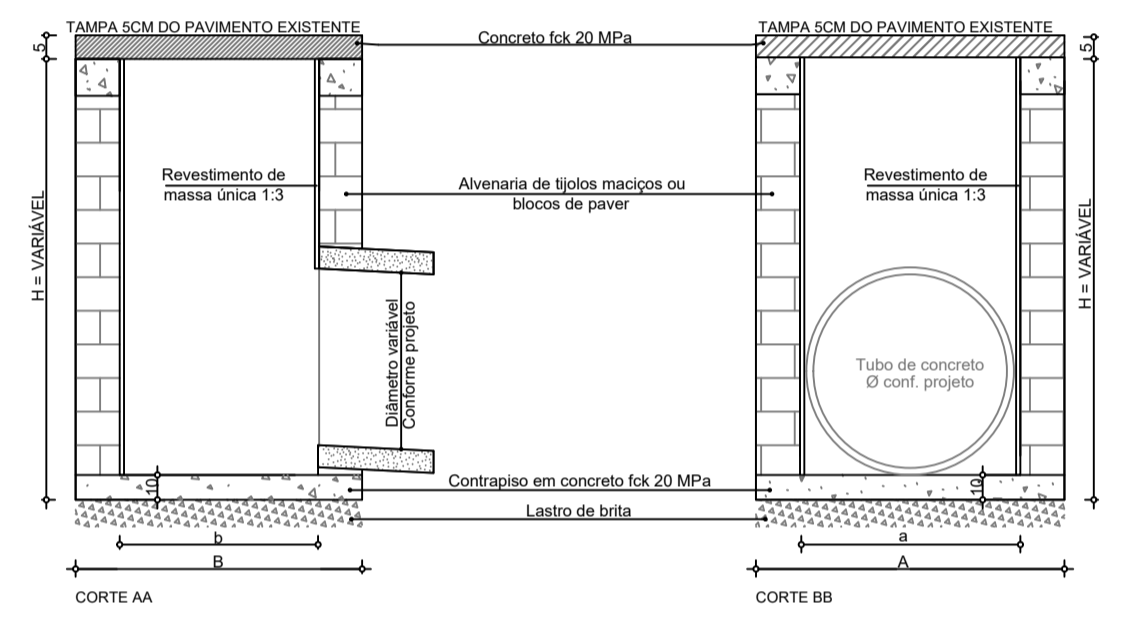 TAMPA 5CM DO PAVIMENTO EXISTENTE
TAMPA 5CM DO PAVIMENTO EXISTENTE
5
Concreto fck 20 MPa
5
Revestimento de
massa única 1:3
Alvenaria de tijolos maciços ou
blocos de paver
Revestimento de
massa única 1:3
H = VARIÁVEL
H = VARIÁVEL
Diâmetro variável
Conforme projeto
Tubo de concreto
Ø conf. projeto
10
Contrapiso em concreto fck 20 MPa
10
Lastro de brita
b
a
B
A
CORTE AA
CORTE BB